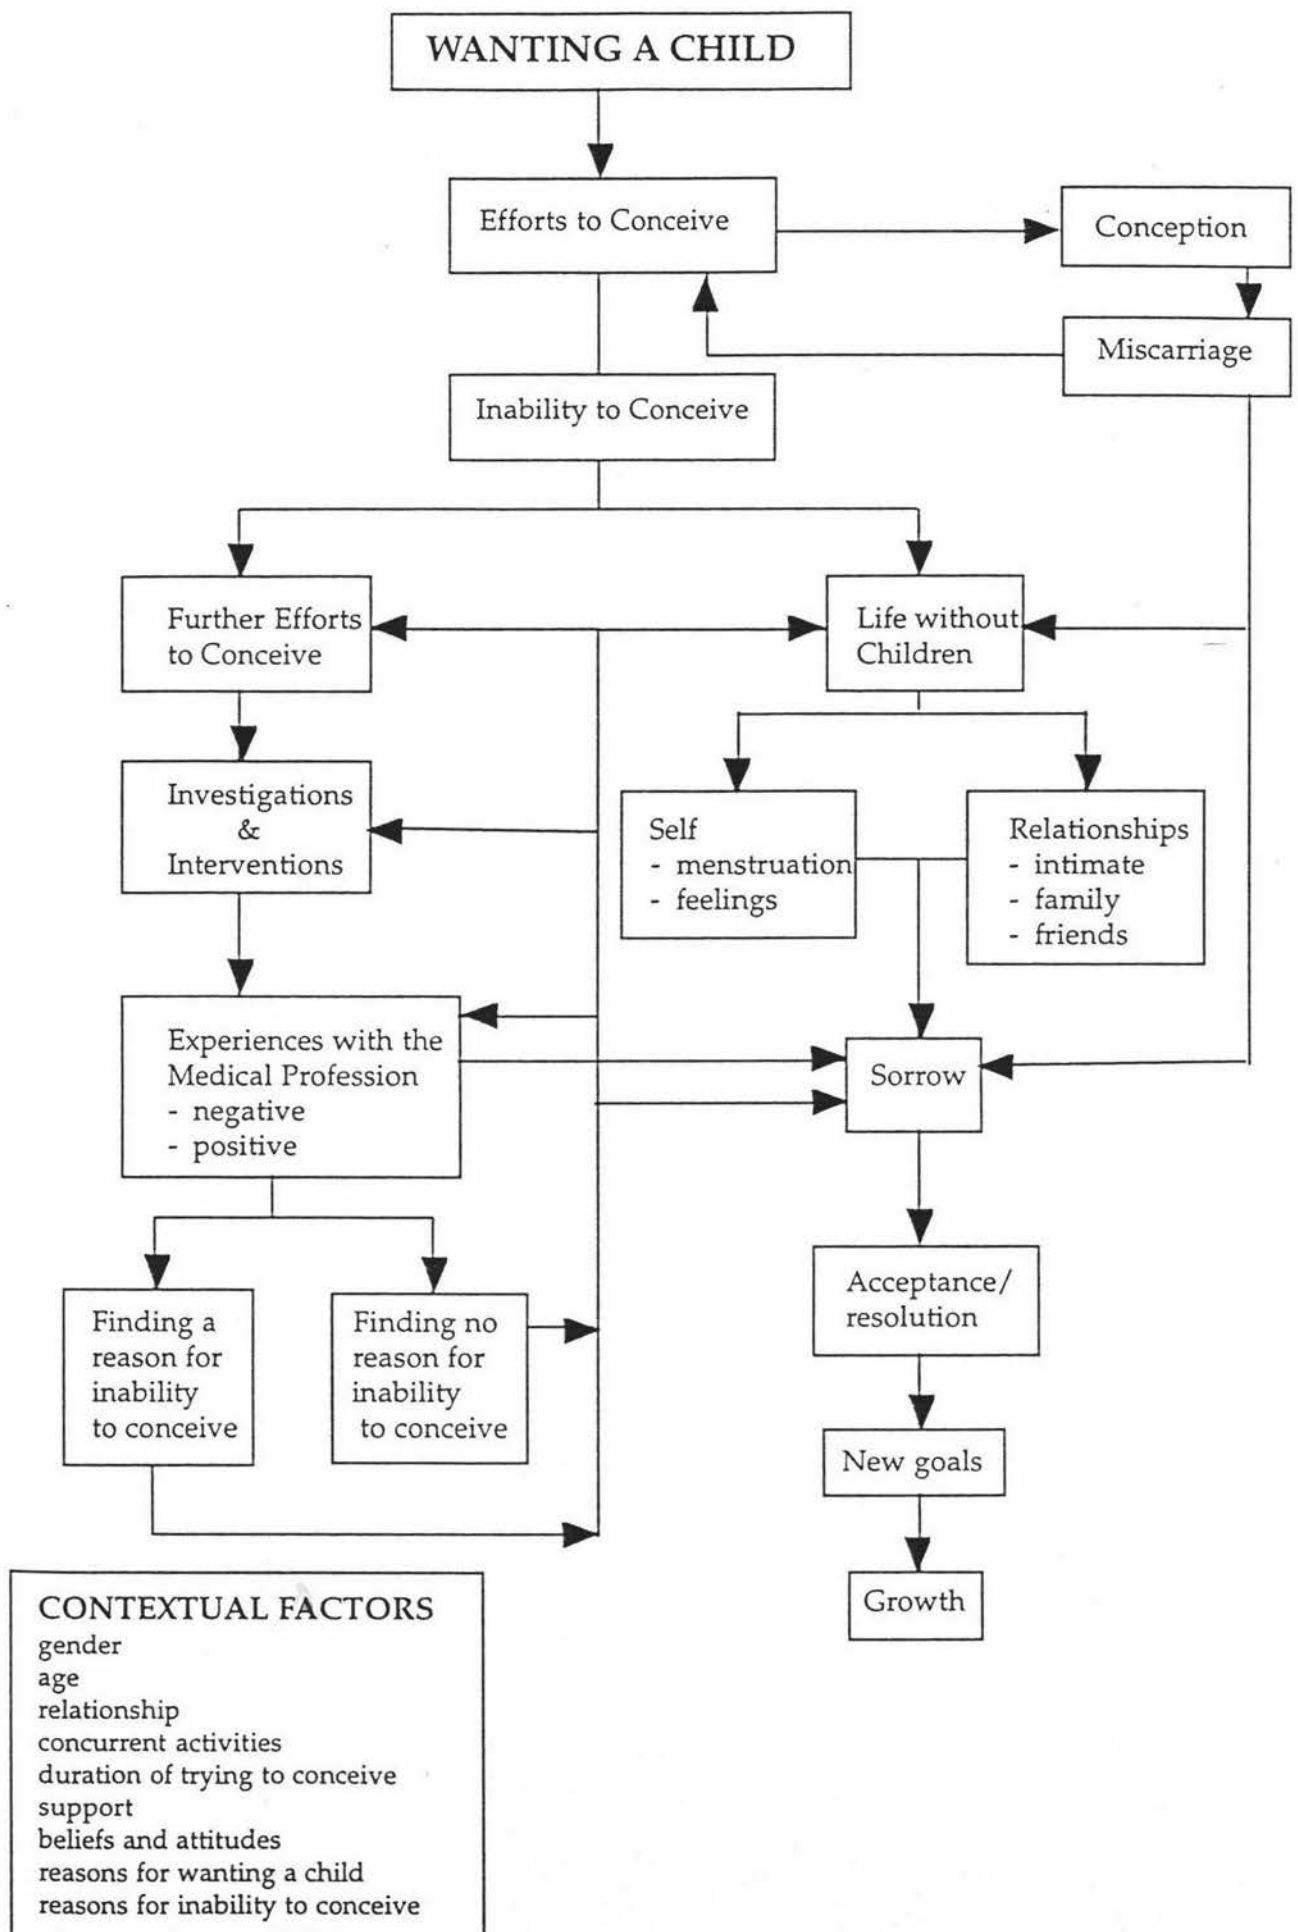 WANTING A CHILD
Efforts to Conceive
Conception
Miscarriage
Inability to Conceive
Further Efforts
to Conceive
Life without
Children
Investigations
&
Interventions
Self
- menstruation
- feelings
Relationships
- intimate
- family
- friends
Experiences with the
Medical Profession
- negative
- positive
Sorrow
Finding a
reason for
inability
to conceive
Finding no
reason for
inability
to conceive
Acceptance/
resolution
New goals
Growth
CONTEXTUAL FACTORS
gender
age
relationship
concurrent activities
duration of trying to conceive
support
beliefs and attitudes
reasons for wanting a child
reasons for inability to conceive